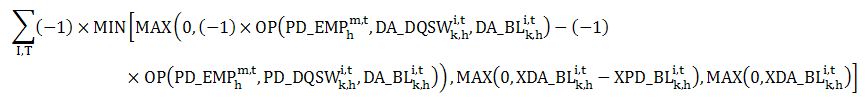 ∑ I,T (−1) × MIN[MAX(0, (−1) × OP(PD_EMP_h^{m,t}, DA_DQSW_{k,h}^{i,t}, DA_BL_{k,h}^{i,t}) − (−1)
× OP(PD_EMP_h^{m,t}, PD_DQSW_{k,h}^{i,t}, DA_BL_{k,h}^{i,t})), MAX(0, XDA_BL_{k,h}^{i,t} − XPD_BL_{k,h}^{i,t}), MAX(0, XDA_BL_{k,h}^{i,t})]